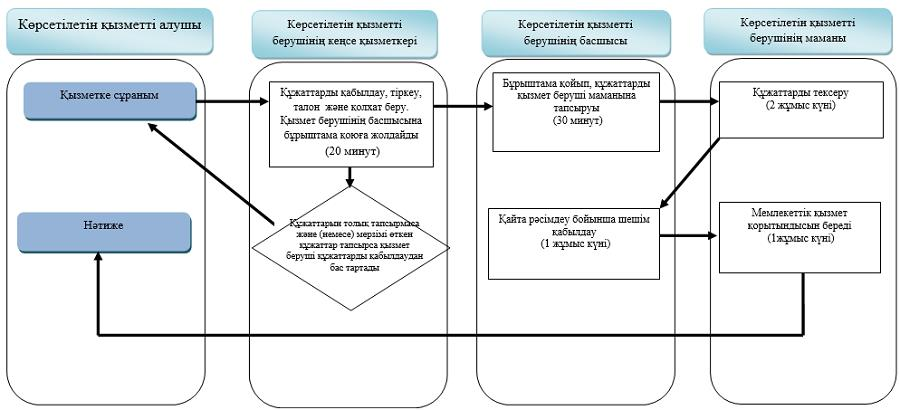 Көрсетілетін қызметті алушы
Көрсетілетін қызметті
берушінің кеңсе қызметкері
Көрсетілетін қызметті
берушінің басшысы
Көрсетілетін қызметті
берушінің маманы
Қызметке сұраным
Құжаттарды қабылдау, тіркеу,
талон және қолхат беру.
Қызмет берушінің басшысына
бұрыштама қоюға жолдайды
(20 минут)
Бұрыштама қойып, құжаттарды
қызмет беруші маманына
тапсыруы
(30 минут)
Құжаттарды тексеру
(2 жұмыс күні)
Нәтиже
Құжаттарын толық тапсырмаса
және (немесе) мерзімі өткен
құжаттар тапсырса қызмет
беруші құжаттарды қабылдаудан
бас тартады
Қайта рәсімдеу бойынша шешім
қабылдау
(1 жұмыс күні)
Мемлекеттік қызмет
қорытындысын береді
(1жұмыс күні)